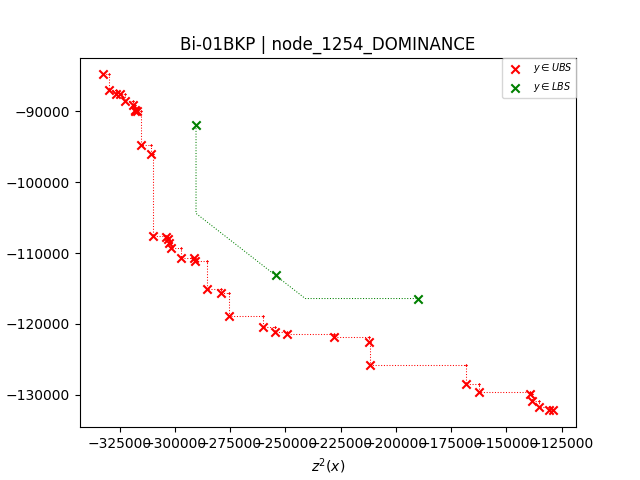 Bi-01BKP | node_1254_DOMINANCE
y ∈ UBS
y ∈ LBS
−90000
−100000
−110000
−120000
−130000
−325000 −300000 −275000 −250000 −225000 −200000 −175000 −150000 −125000
z²(x)